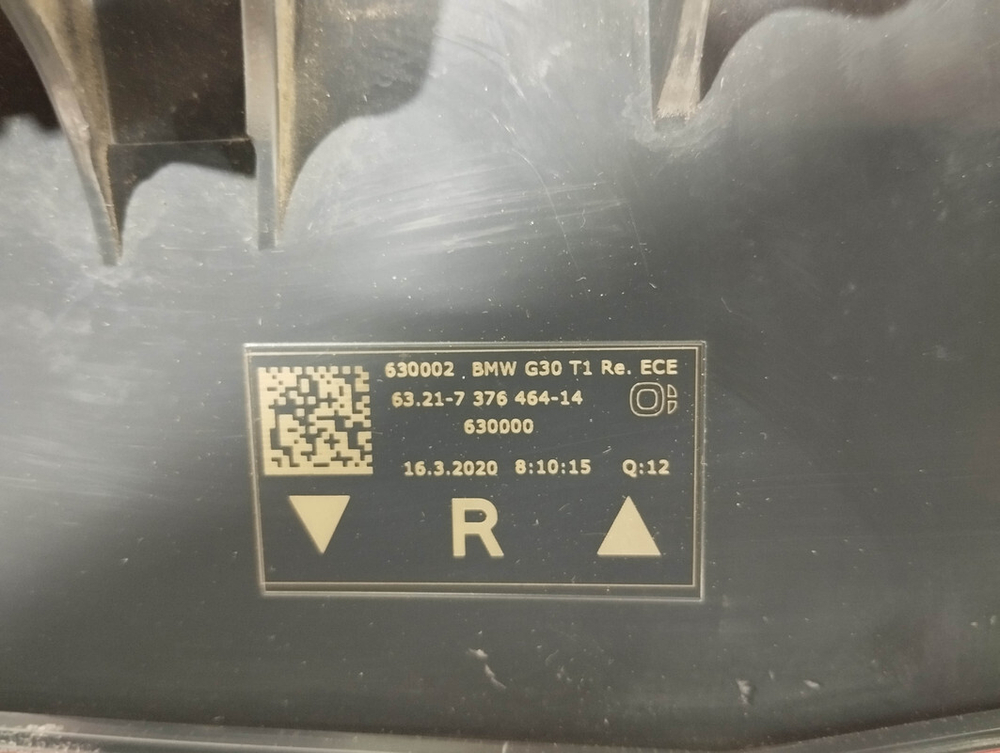 630002 BMW G30 T1 Re. ECE
63.21-7 376 464-14
630000
16.3.2020 8:10:15 Q:12
R